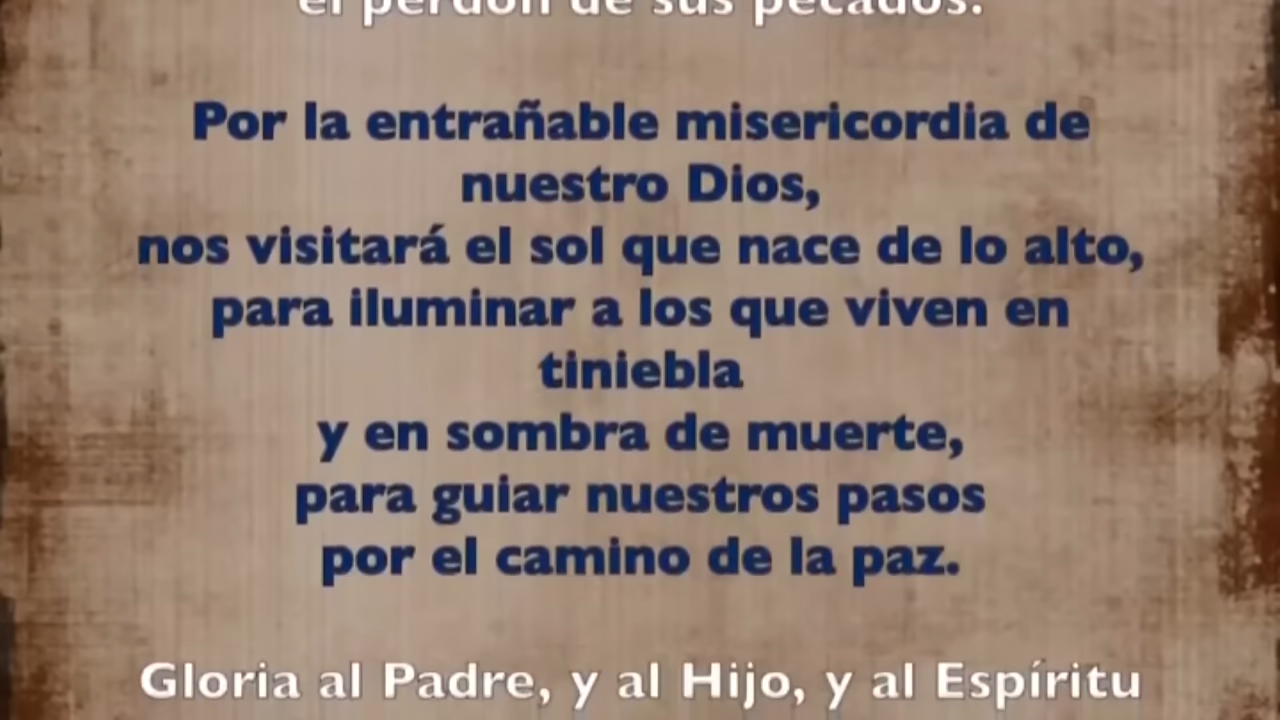 el perdón de sus pecados.
Por la entrañable misericordia de
nuestro Dios,
nos visitará el sol que nace de lo alto,
para iluminar a los que viven en
tiniebla
y en sombra de muerte,
para guiar nuestros pasos
por el camino de la paz.
Gloria al Padre, y al Hijo, y al Espíritu